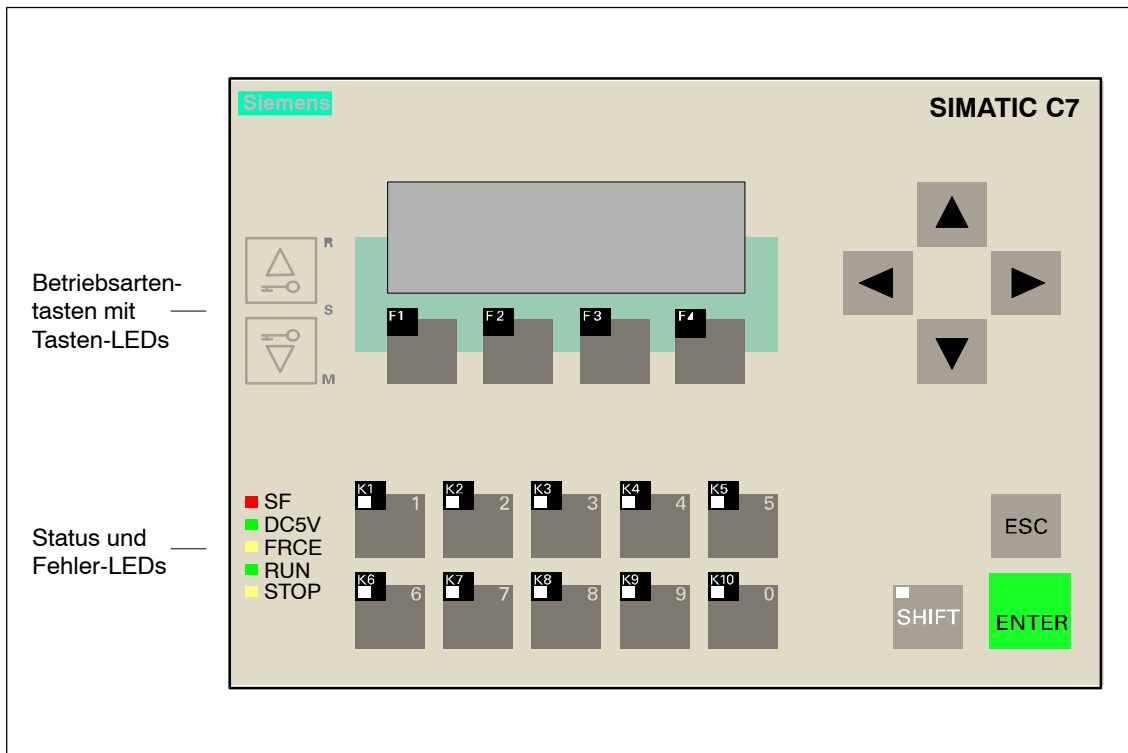 Siemens
SIMATIC C7
R
S
M
Betriebsarten-
tasten mit
Tasten-LEDs
F1 F2 F3 F4
SF
DC5V
FRCE
RUN
STOP
Status und
Fehler-LEDs
K1 1 K2 2 K3 3 K4 4 K5 5
K6 6 K7 7 K8 8 K9 9 K10 0
ESC
SHIFT
ENTER